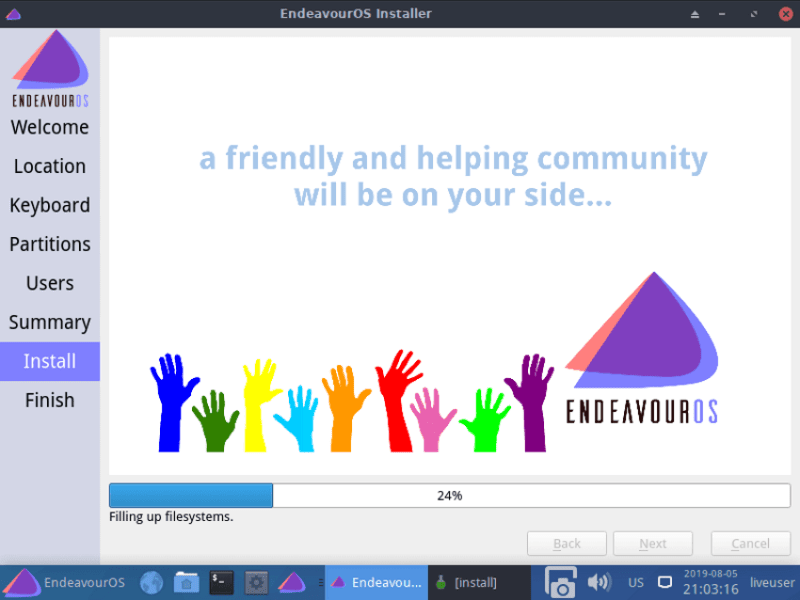 EndeavourOS Installer
ENDEAVOUROS
Welcome
Location
Keyboard
Partitions
Users
Summary
Install
Finish
a friendly and helping community
will be on your side...
ENDEAVOUROS
24%
Filling up filesystems.
Back
Next
Cancel
EndeavourOS
$-
Endeavou...
[install]
US
2019-08-05
21:03:16
liveuser